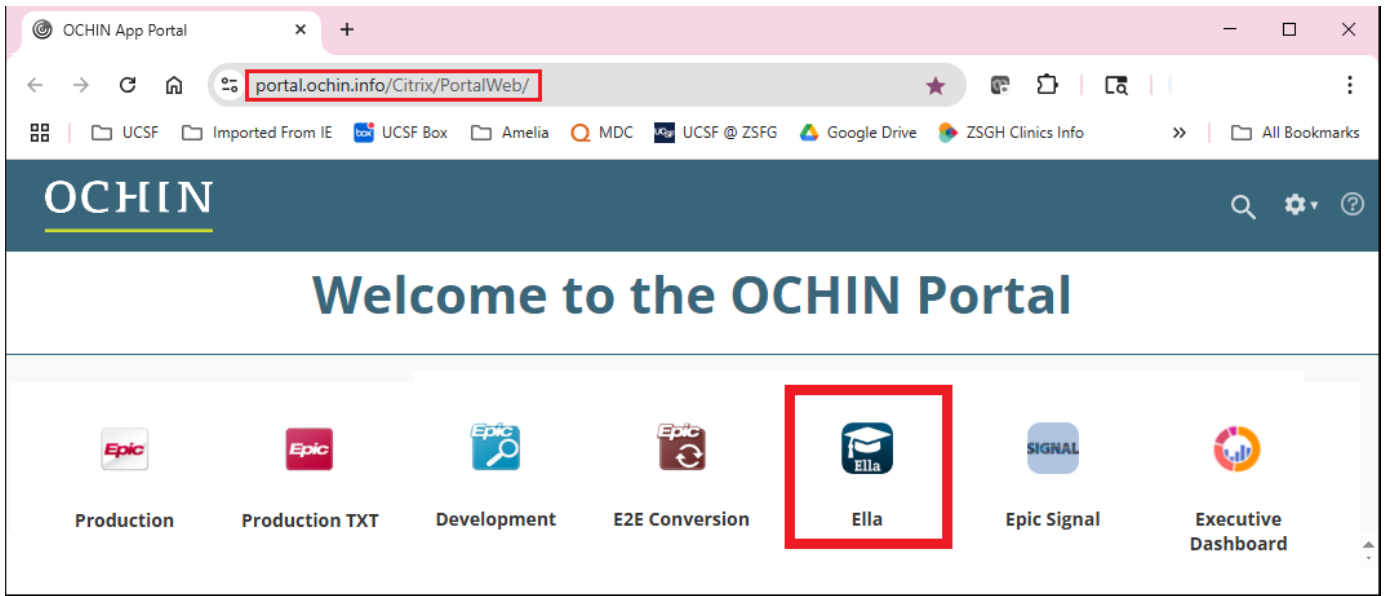 OCHIN App Portal
portal.ochin.info/Citrix/PortalWeb/
UCSF Imported From IE box UCSF Box Amelia MDC UCSF UCSF @ ZSFG Google Drive ZSGH Clinics Info » All Bookmarks
OCHIN
Welcome to the OCHIN Portal
Epic Epic Epic Epic Ella SIGNAL
Production Production TXT Development E2E Conversion Ella Epic Signal Executive
Dashboard